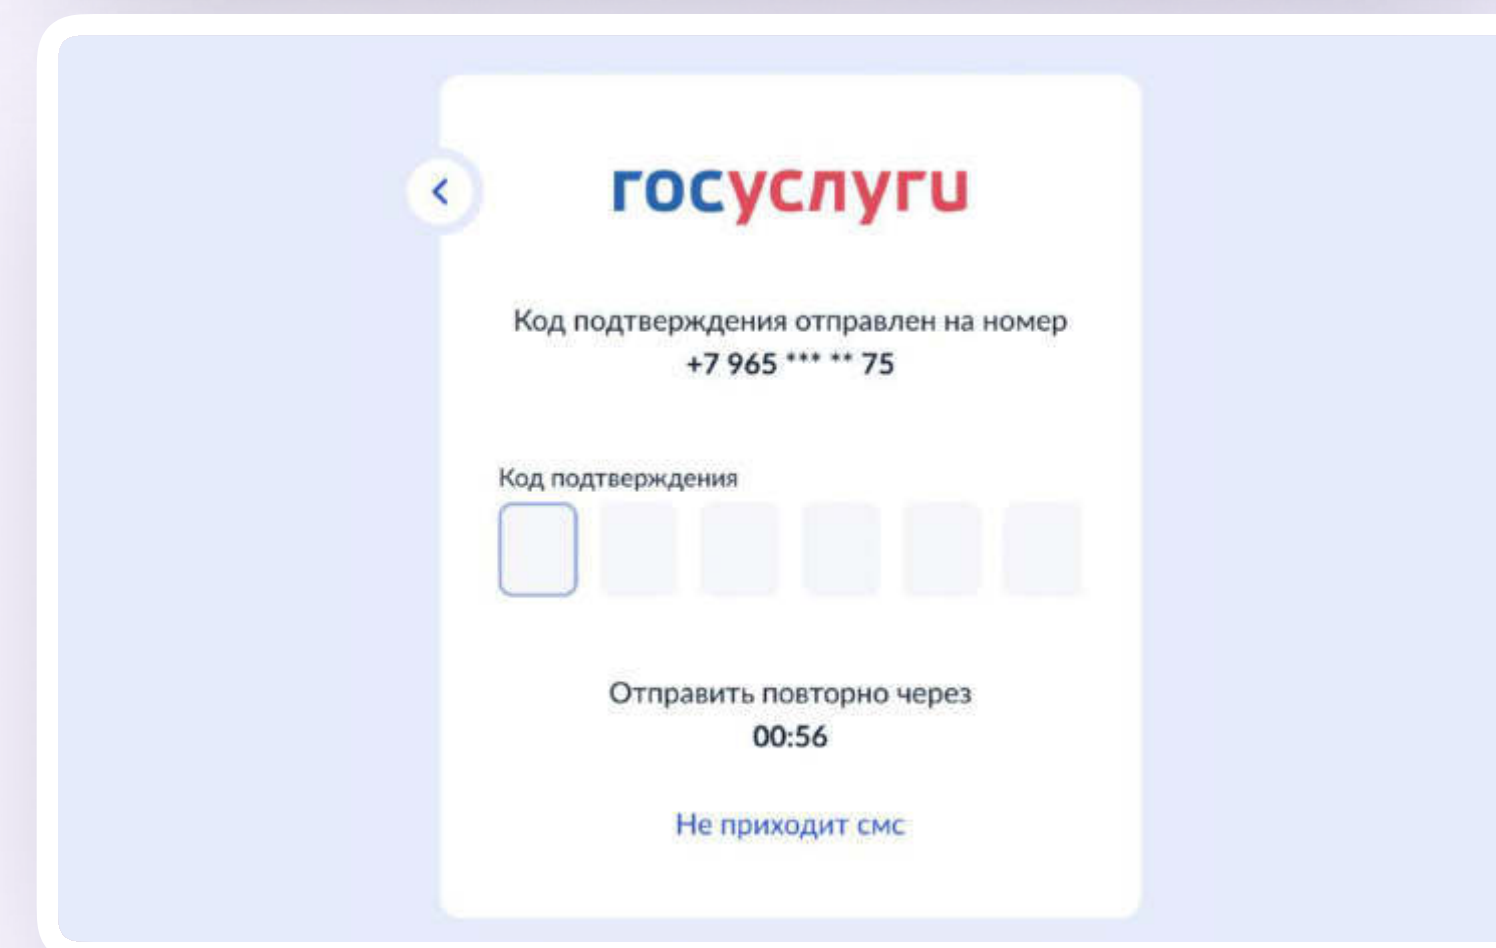 госуслуги
Код подтверждения отправлен на номер
+7 965 *** ** 75
Код подтверждения
Отправить повторно через
00:56
Не приходит смс